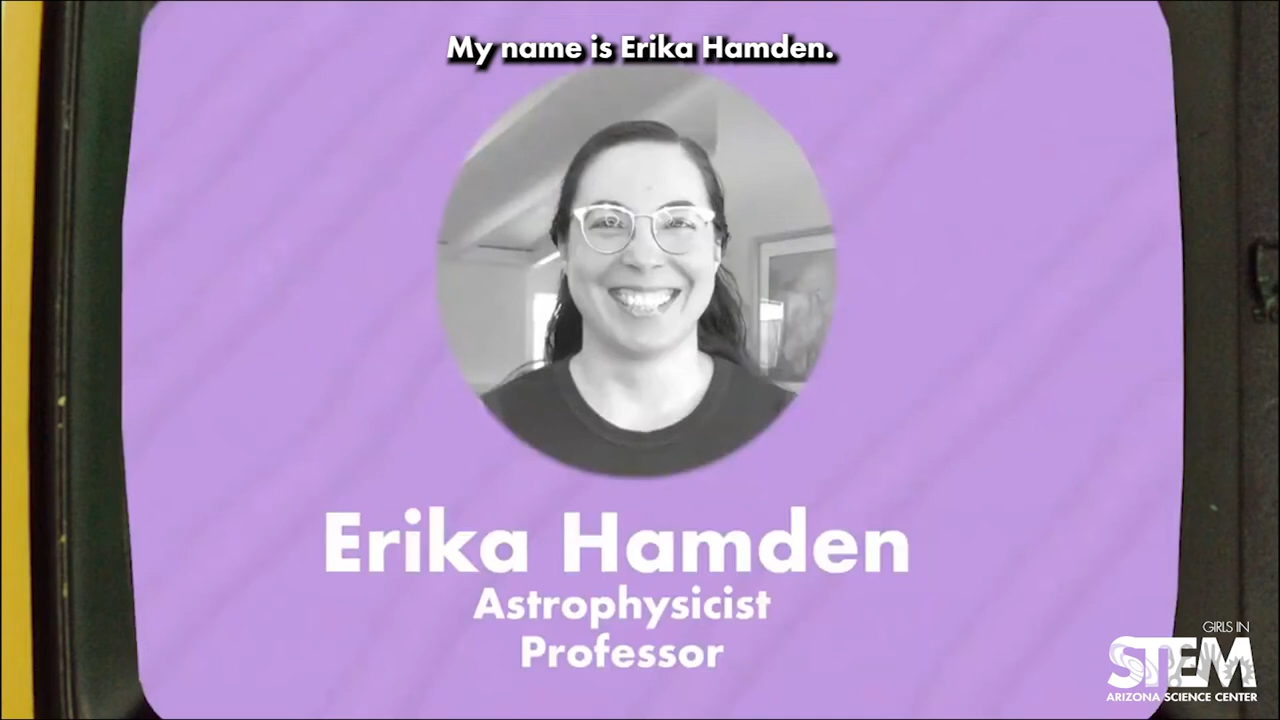 My name is Erika Hamden.
Erika Hamden
Astrophysicist
Professor
GIRLS IN
STEM
ARIZONA SCIENCE CENTER